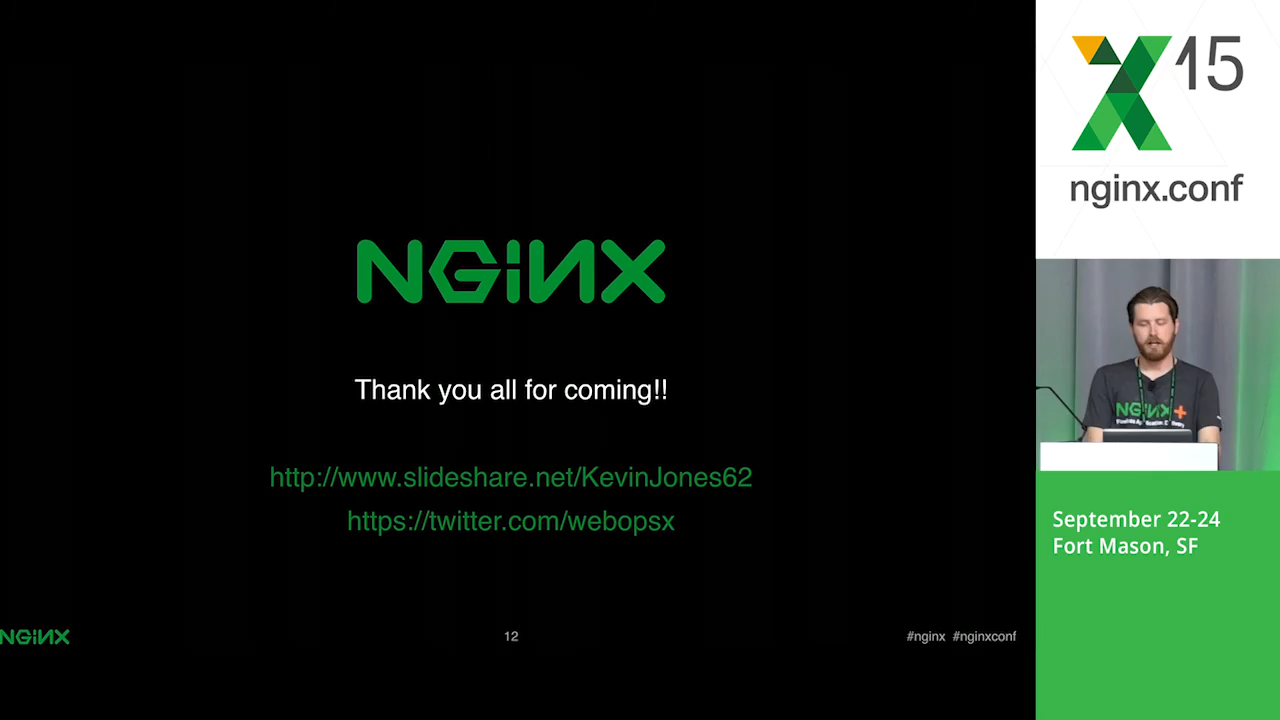 NGINX
Thank you all for coming!!
http://www.slideshare.net/KevinJones62
https://twitter.com/webopsx
NGINX
12
#nginx #nginxconf
15
nginx.conf
NGINX+
September 22-24
Fort Mason, SF